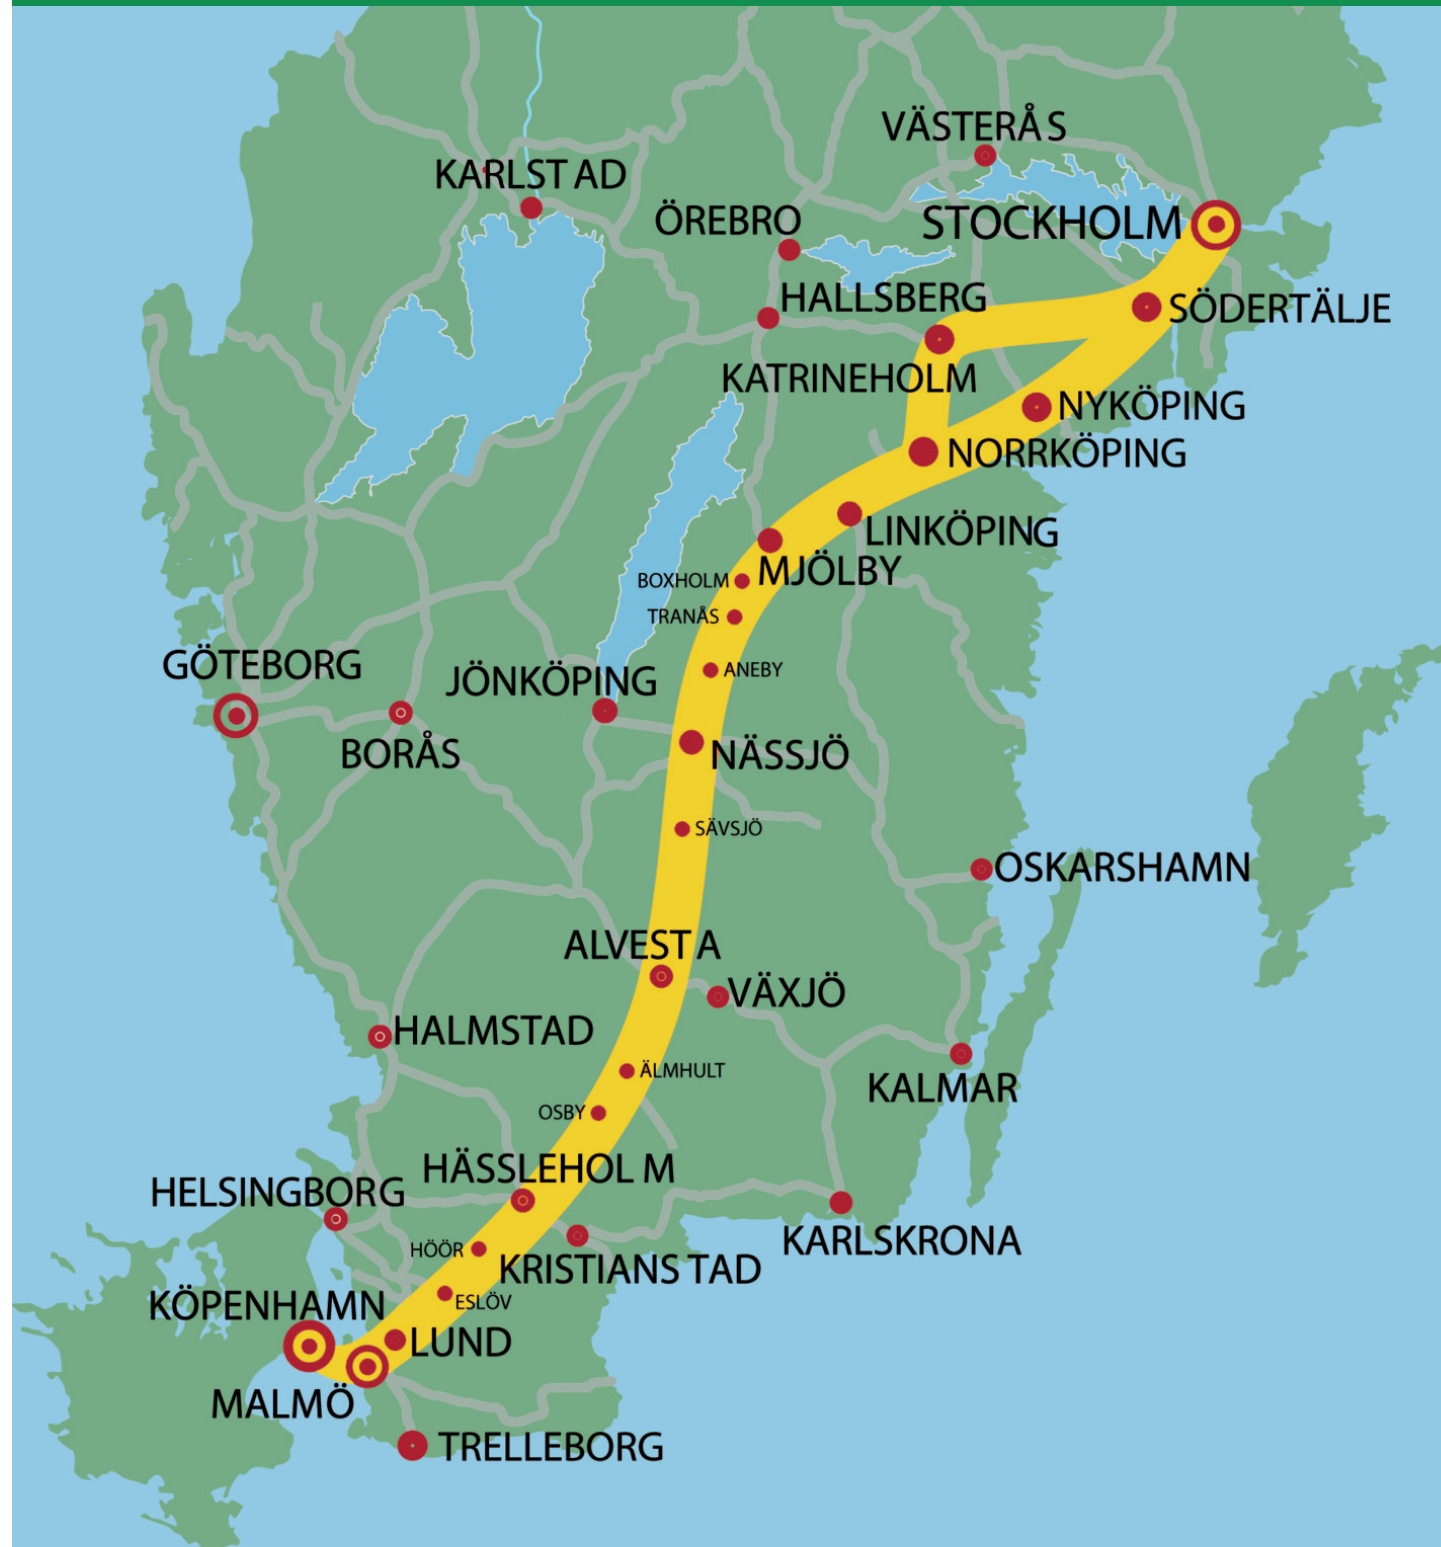 VÄSTERÅS
KARLSTAD
ÖREBRO
STOCKHOLM
HALLSBERG
SÖDERTÄLJE
KATRINEHOLM
NYKÖPING
NORRKÖPING
LINKÖPING
MJÖLBY
BOXHOLM
TRANÅS
GÖTEBORG
ANEBY
JÖNKÖPING
BORÅS
NÄSSJÖ
SÄVSJÖ
OSKARSHAMN
ALVESTA
VÄXJÖ
HALMSTAD
ÄLMHULT
KALMAR
OSBY
HÄSSLEHOLM
HELSINGBORG
KARLSKRONA
HÖÖR
KRISTIANSTAD
KÖPENHAMN
ESLÖV
LUND
MALMÖ
TRELLEBORG